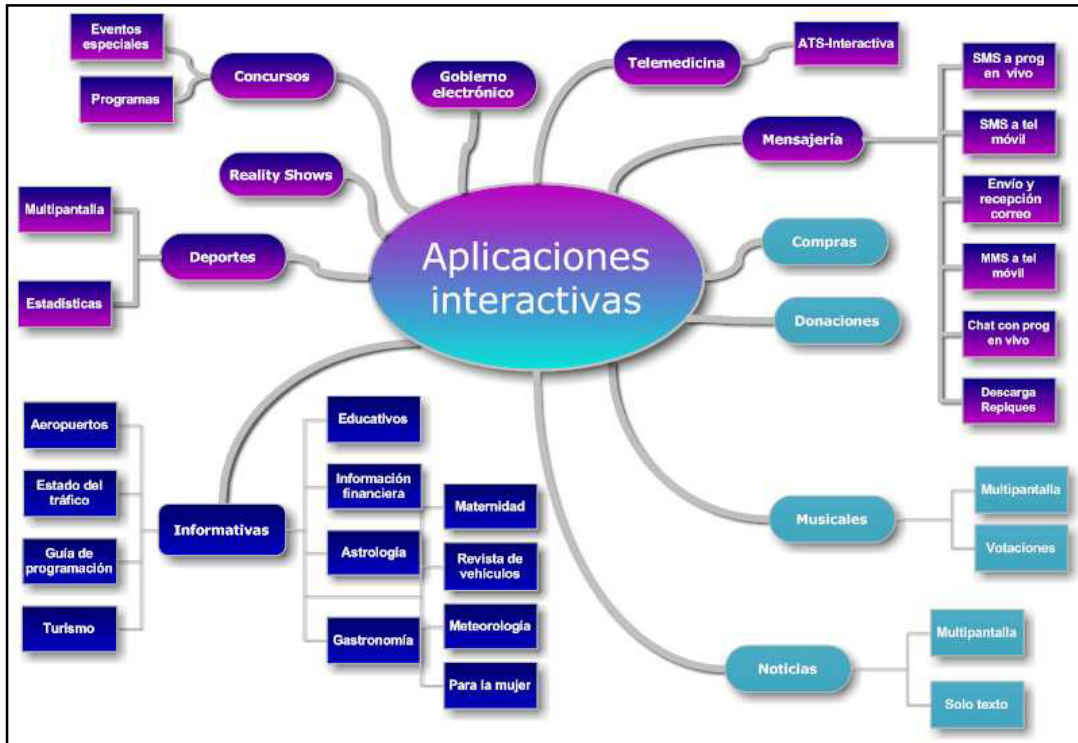 Eventos
especiales
Programas
Concursos
Gobierno
electrónico
Telemedicina
ATS-Interactiva
Reality Shows
Multipantalla
Estadísticas
Deportes
Aplicaciones
interactivas
Mensajería
SMS a prog
en vivo
SMS a tel
móvil
Envío y
recepción
correo
MMS a tel
móvil
Chat con prog
en vivo
Descarga
Repiques
Compras
Donaciones
Aeropuertos
Estado del
tráfico
Guía de
programación
Turismo
Informativas
Educativos
Información
financiera
Astrología
Gastronomía
Maternidad
Revista de
vehículos
Meteorología
Para la mujer
Musicales
Multipantalla
Votaciones
Noticias
Multipantalla
Solo texto